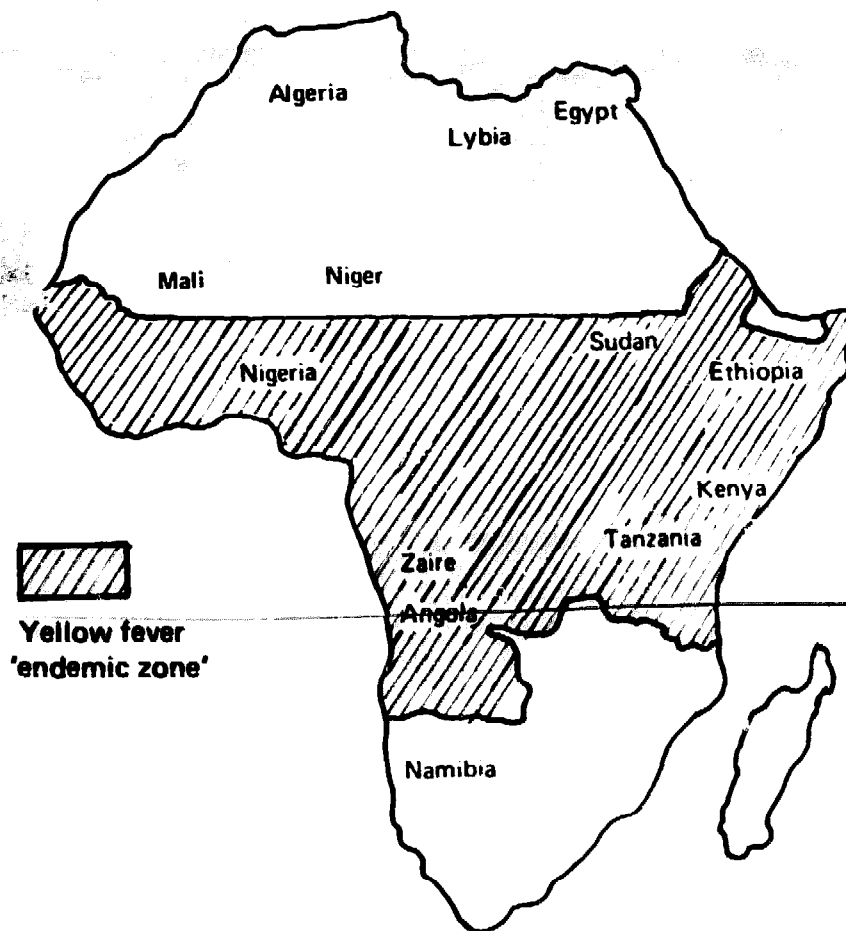 Algeria
Egypt
Lybia
Mali
Niger
Sudan
Nigeria
Ethiopia
Kenya
Tanzania
Zaire
Angola
Yellow fever
'endemic zone'
Namibia